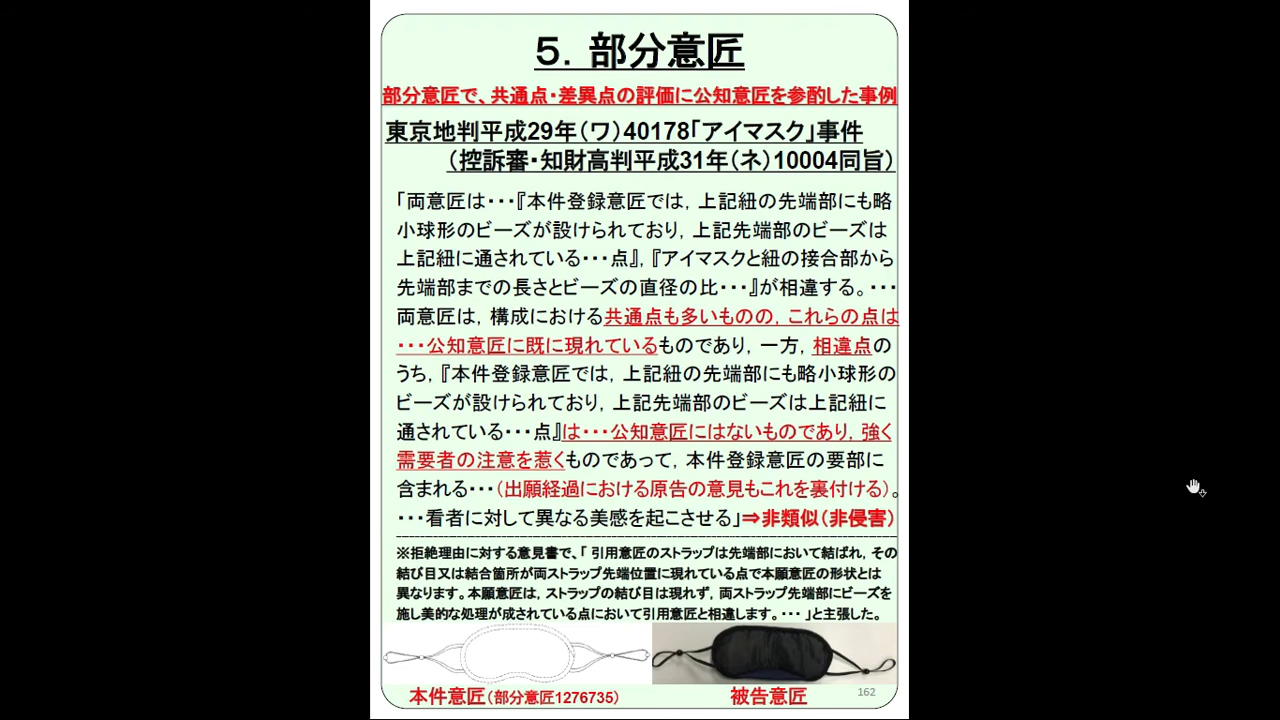 ５．部分意匠
部分意匠で、共通点・差異点の評価に公知意匠を参酌した事例
東京地判平成29年（ワ）40178「アイマスク」事件
（控訴審・知財高判平成31年（ネ）10004同旨）
「両意匠は・・・『本件登録意匠では，上記紐の先端部にも略
小球形のビーズが設けられており，上記先端部のビーズは
上記紐に通されている・・・点』，『アイマスクと紐の接合部から
先端部までの長さとビーズの直径の比・・・』が相違する。・・・
両意匠は，構成における共通点も多いものの，これらの点は
・・・公知意匠に既に現れているものであり，一方，相違点の
うち，『本件登録意匠では，上記紐の先端部にも略小球形の
ビーズが設けられており，上記先端部のビーズは上記紐に
通されている・・・点』は・・・公知意匠にはないものであり，強く
需要者の注意を惹くものであって，本件登録意匠の要部に
含まれる・・・（出願経過における原告の意見もこれを裏付ける）。
・・・看者に対して異なる美感を起こさせる」⇒非類似（非侵害）
※拒絶理由に対する意見書で、「 引用意匠のストラップは先端部において結ばれ，その
結び目又は結合箇所が両ストラップ先端位置に現れている点で本願意匠の形状とは
異なります。本願意匠は，ストラップの結び目は現れず，両ストラップ先端部にビーズを
施し美的な処理が成されている点において引用意匠と相違します。・・・ 」と主張した。
本件意匠（部分意匠1276735）
被告意匠
162